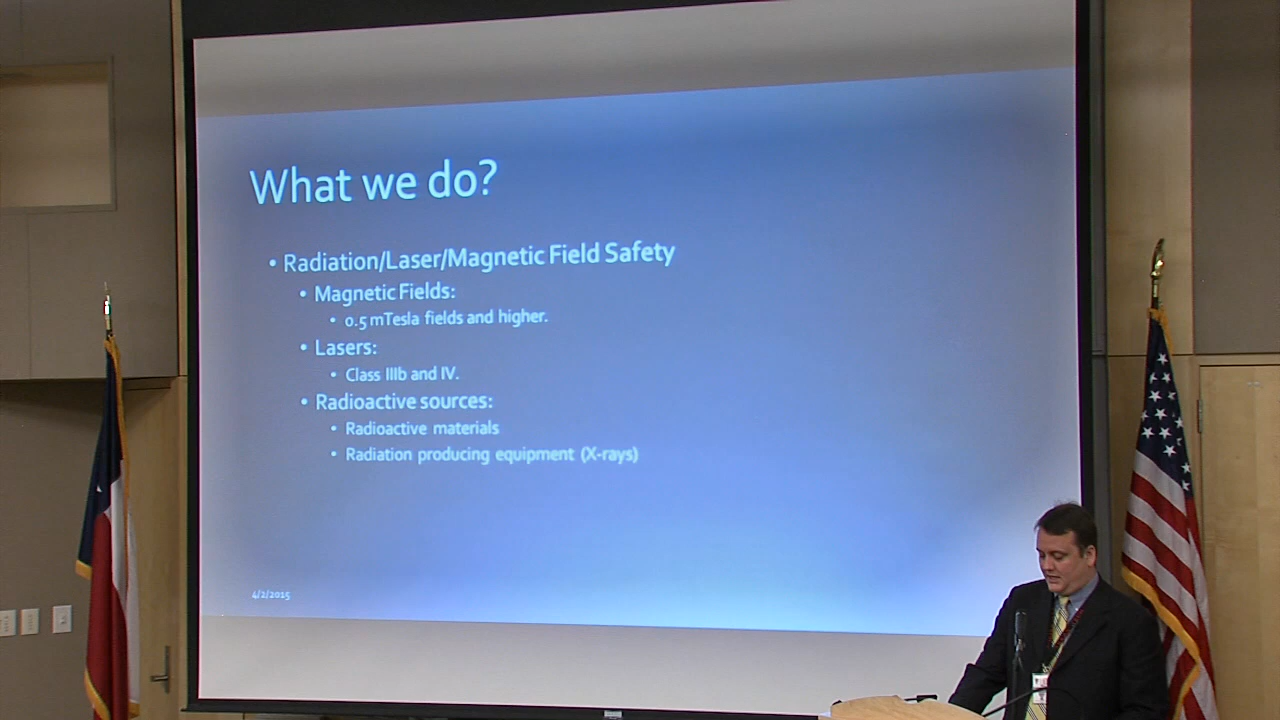 What we do?
• Radiation/Laser/Magnetic Field Safety
• Magnetic Fields:
• 0.5 mTesla fields and higher.
• Lasers:
• Class IIIb and IV.
• Radioactive sources:
• Radioactive materials
• Radiation producing equipment (X-rays)
4/2/2015